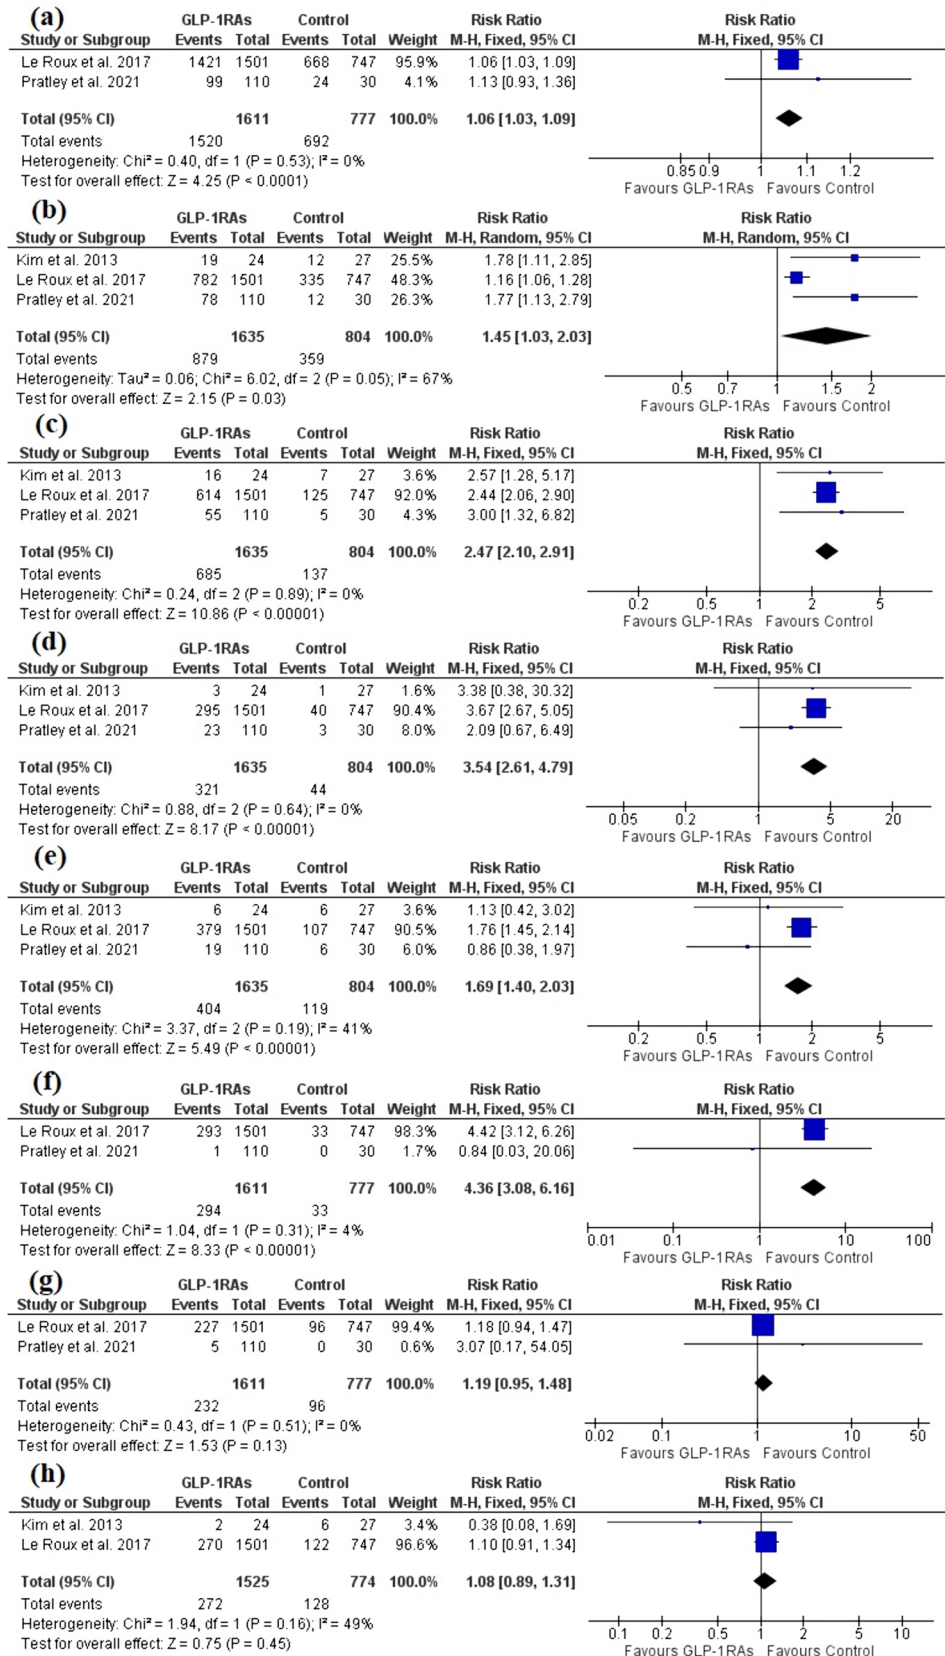 (a)
GLP-1RAs Control Risk Ratio Risk Ratio
Study or Subgroup Events Total Events Total Weight M-H, Fixed, 95% CI M-H, Fixed, 95% CI
Le Roux et al. 2017 1421 1501 668 747 95.9% 1.06 [1.03, 1.09]
Pratley et al. 2021 99 110 24 30 4.1% 1.13 [0.93, 1.36]
Total (95% CI) 1611 777 100.0% 1.06 [1.03, 1.09]
Total events 1520 692
Heterogeneity: Chi² = 0.40, df = 1 (P = 0.53); I² = 0%
Test for overall effect: Z = 4.25 (P < 0.0001)
0.85 0.9 1 1.1 1.2
Favours GLP-1RAs Favours Control
(b)
GLP-1RAs Control Risk Ratio Risk Ratio
Study or Subgroup Events Total Events Total Weight M-H, Random, 95% CI M-H, Random, 95% CI
Kim et al. 2013 19 24 12 27 25.5% 1.78 [1.11, 2.85]
Le Roux et al. 2017 782 1501 335 747 48.3% 1.16 [1.06, 1.28]
Pratley et al. 2021 78 110 12 30 26.3% 1.77 [1.13, 2.79]
Total (95% CI) 1635 804 100.0% 1.45 [1.03, 2.03]
Total events 879 359
Heterogeneity: Tau² = 0.06; Chi² = 6.02, df = 2 (P = 0.05); I² = 67%
Test for overall effect: Z = 2.15 (P = 0.03)
0.5 0.7 1 1.5 2
Favours GLP-1RAs Favours Control
(c)
GLP-1RAs Control Risk Ratio Risk Ratio
Study or Subgroup Events Total Events Total Weight M-H, Fixed, 95% CI M-H, Fixed, 95% CI
Kim et al. 2013 16 24 7 27 3.6% 2.57 [1.28, 5.17]
Le Roux et al. 2017 614 1501 125 747 92.0% 2.44 [2.06, 2.90]
Pratley et al. 2021 55 110 5 30 4.3% 3.00 [1.32, 6.82]
Total (95% CI) 1635 804 100.0% 2.47 [2.10, 2.91]
Total events 685 137
Heterogeneity: Chi² = 0.24, df = 2 (P = 0.89); I² = 0%
Test for overall effect: Z = 10.86 (P < 0.00001)
0.2 0.5 1 2 5
Favours GLP-1RAs Favours Control
(d)
GLP-1RAs Control Risk Ratio Risk Ratio
Study or Subgroup Events Total Events Total Weight M-H, Fixed, 95% CI M-H, Fixed, 95% CI
Kim et al. 2013 3 24 1 27 1.6% 3.38 [0.38, 30.32]
Le Roux et al. 2017 295 1501 40 747 90.4% 3.67 [2.67, 5.05]
Pratley et al. 2021 23 110 3 30 8.0% 2.09 [0.67, 6.49]
Total (95% CI) 1635 804 100.0% 3.54 [2.61, 4.79]
Total events 321 44
Heterogeneity: Chi² = 0.88, df = 2 (P = 0.64); I² = 0%
Test for overall effect: Z = 8.17 (P < 0.00001)
0.05 0.2 1 5 20
Favours GLP-1RAs Favours Control
(e)
GLP-1RAs Control Risk Ratio Risk Ratio
Study or Subgroup Events Total Events Total Weight M-H, Fixed, 95% CI M-H, Fixed, 95% CI
Kim et al. 2013 6 24 6 27 3.6% 1.13 [0.42, 3.02]
Le Roux et al. 2017 379 1501 107 747 90.5% 1.76 [1.45, 2.14]
Pratley et al. 2021 19 110 6 30 6.0% 0.86 [0.38, 1.97]
Total (95% CI) 1635 804 100.0% 1.69 [1.40, 2.03]
Total events 404 119
Heterogeneity: Chi² = 3.37, df = 2 (P = 0.19); I² = 41%
Test for overall effect: Z = 5.49 (P < 0.00001)
0.2 0.5 1 2 5
Favours GLP-1RAs Favours Control
(f)
GLP-1RAs Control Risk Ratio Risk Ratio
Study or Subgroup Events Total Events Total Weight M-H, Fixed, 95% CI M-H, Fixed, 95% CI
Le Roux et al. 2017 293 1501 33 747 98.3% 4.42 [3.12, 6.26]
Pratley et al. 2021 1 110 0 30 1.7% 0.84 [0.03, 20.06]
Total (95% CI) 1611 777 100.0% 4.36 [3.08, 6.16]
Total events 294 33
Heterogeneity: Chi² = 1.04, df = 1 (P = 0.31); I² = 4%
Test for overall effect: Z = 8.33 (P < 0.00001)
0.01 0.1 1 10 100
Favours GLP-1RAs Favours Control
(g)
GLP-1RAs Control Risk Ratio Risk Ratio
Study or Subgroup Events Total Events Total Weight M-H, Fixed, 95% CI M-H, Fixed, 95% CI
Le Roux et al. 2017 227 1501 96 747 99.4% 1.18 [0.94, 1.47]
Pratley et al. 2021 5 110 0 30 0.6% 3.07 [0.17, 54.05]
Total (95% CI) 1611 777 100.0% 1.19 [0.95, 1.48]
Total events 232 96
Heterogeneity: Chi² = 0.43, df = 1 (P = 0.51); I² = 0%
Test for overall effect: Z = 1.53 (P = 0.13)
0.02 0.1 1 10 50
Favours GLP-1RAs Favours Control
(h)
GLP-1RAs Control Risk Ratio Risk Ratio
Study or Subgroup Events Total Events Total Weight M-H, Fixed, 95% CI M-H, Fixed, 95% CI
Kim et al. 2013 2 24 6 27 3.4% 0.38 [0.08, 1.69]
Le Roux et al. 2017 270 1501 122 747 96.6% 1.10 [0.91, 1.34]
Total (95% CI) 1525 774 100.0% 1.08 [0.89, 1.31]
Total events 272 128
Heterogeneity: Chi² = 1.94, df = 1 (P = 0.16); I² = 49%
Test for overall effect: Z = 0.75 (P = 0.45)
0.1 0.2 0.5 1 2 5 10
Favours GLP-1RAs Favours Control